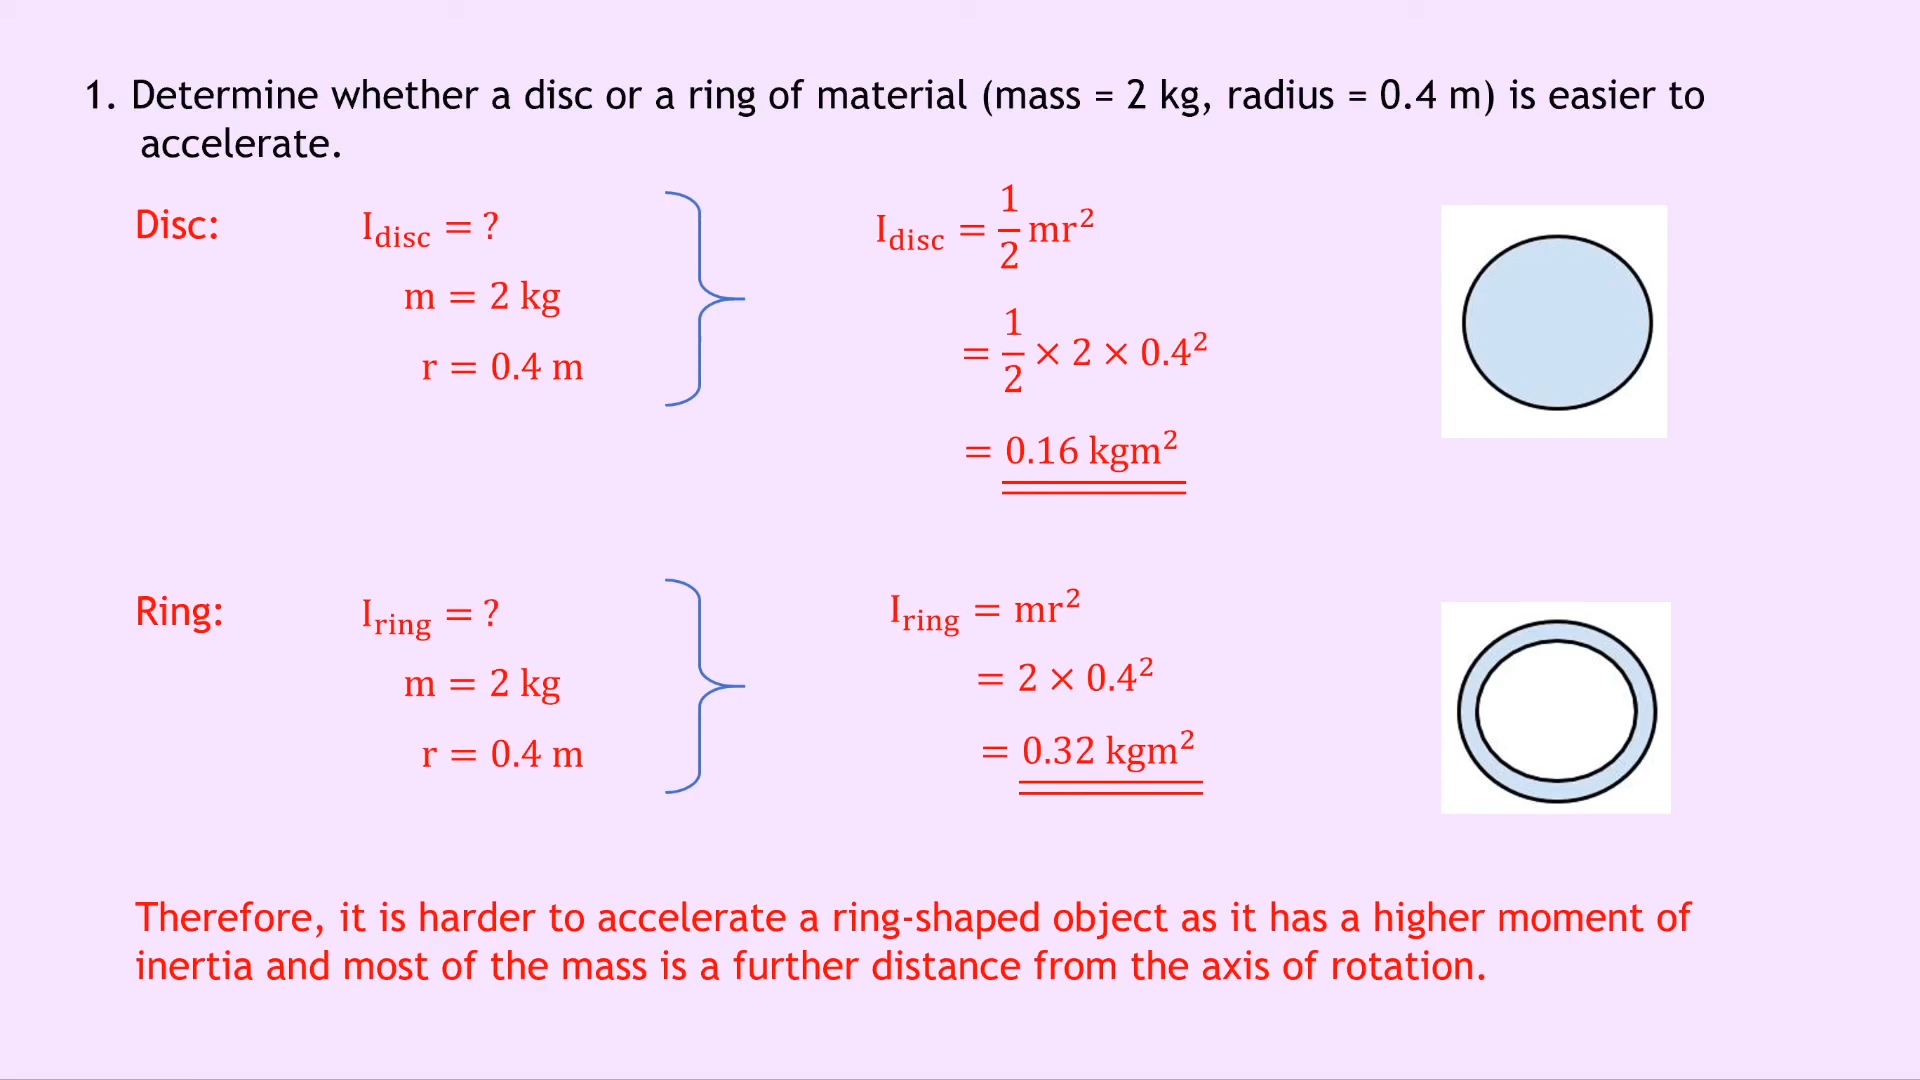 1. Determine whether a disc or a ring of material (mass = 2 kg, radius = 0.4 m) is easier to
accelerate.
Disc:
I_disc = ?
m = 2 kg
r = 0.4 m
I_disc = 1/2 mr²
= 1/2 × 2 × 0.4²
= 0.16 kgm²
Ring:
I_ring = ?
m = 2 kg
r = 0.4 m
I_ring = mr²
= 2 × 0.4²
= 0.32 kgm²
Therefore, it is harder to accelerate a ring-shaped object as it has a higher moment of
inertia and most of the mass is a further distance from the axis of rotation.